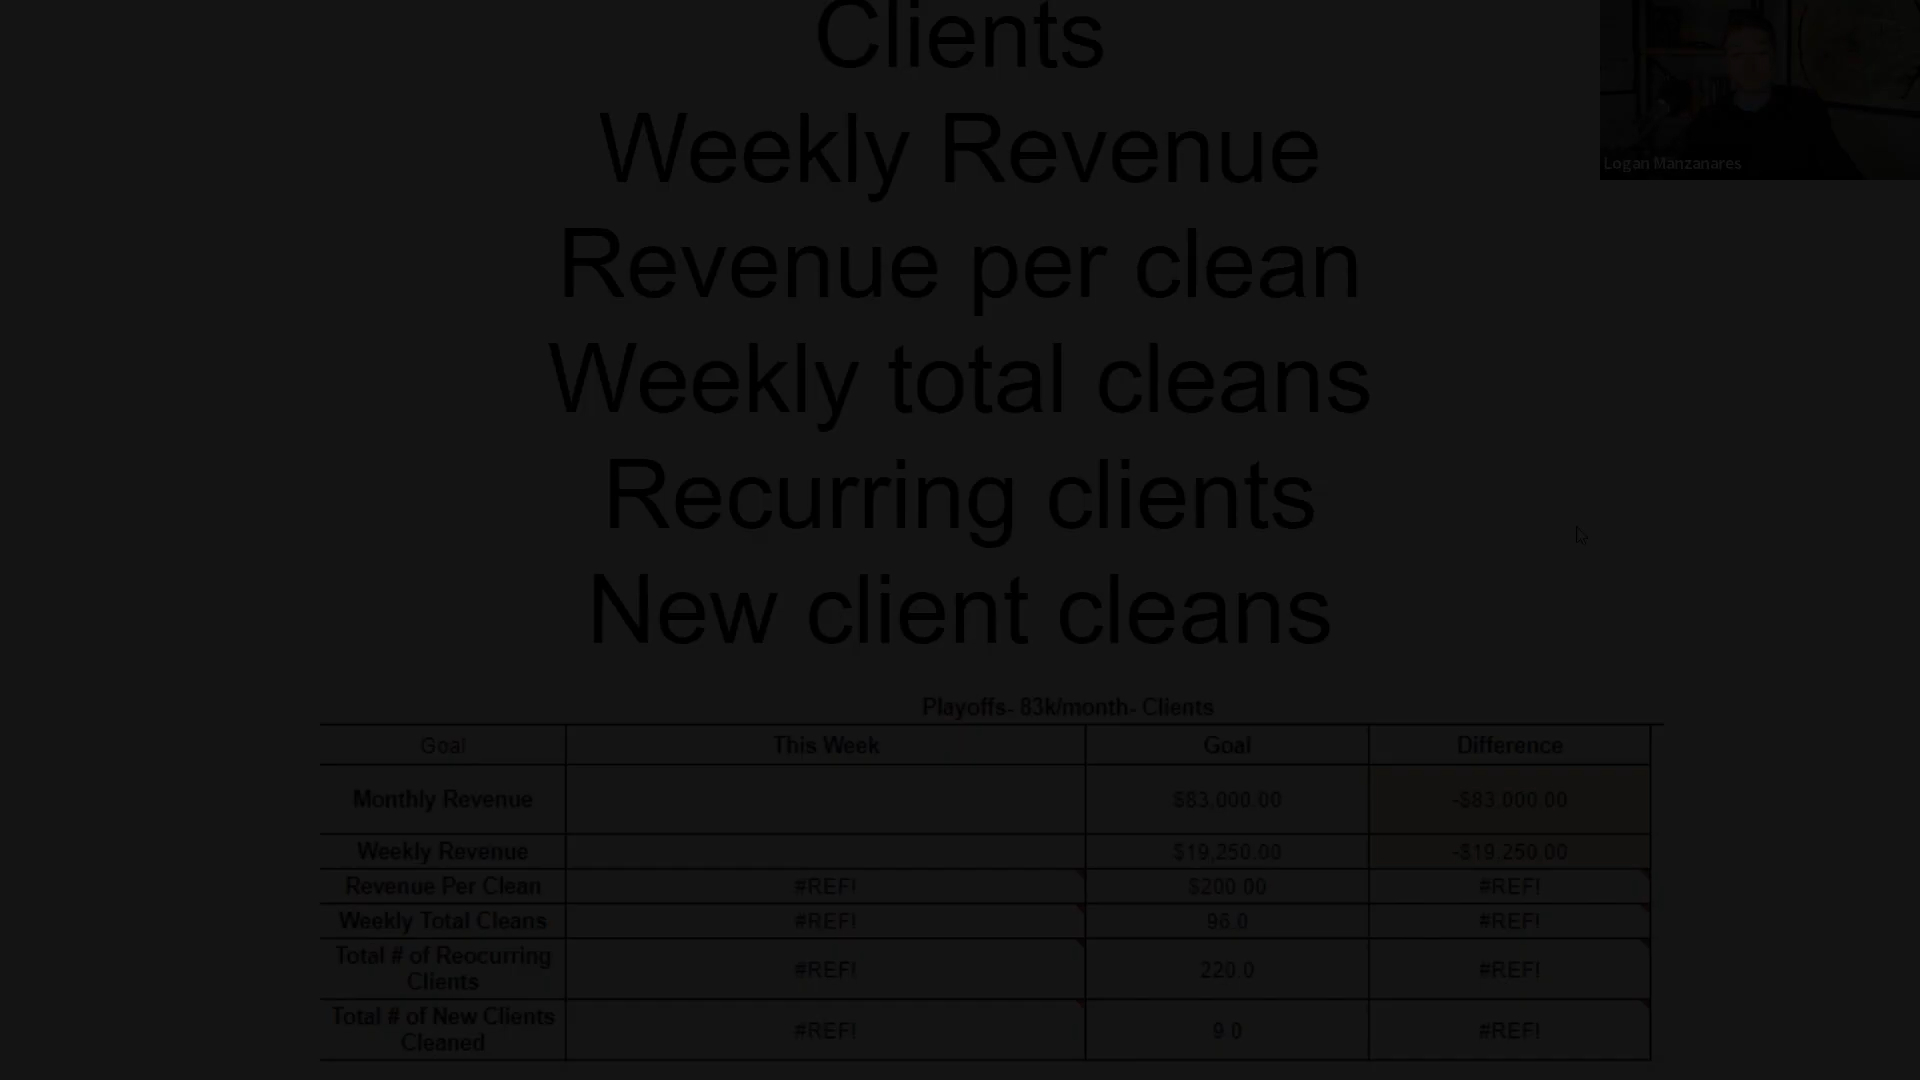 Clients
Logan Manzanares
Weekly Revenue
Revenue per clean
Weekly total cleans
Recurring clients
New client cleans
Playoffs- 83k/month- Clients
Goal This Week Goal Difference
Monthly Revenue $83,000.00 -$83,000.00
Weekly Revenue $19,250.00 -$19,250.00
Revenue Per Clean #REF! $200.00 #REF!
Weekly Total Cleans #REF! 96.0 #REF!
Total # of Reocurring
Clients #REF! 220.0 #REF!
Total # of New Clients
Cleaned #REF! 9.0 #REF!